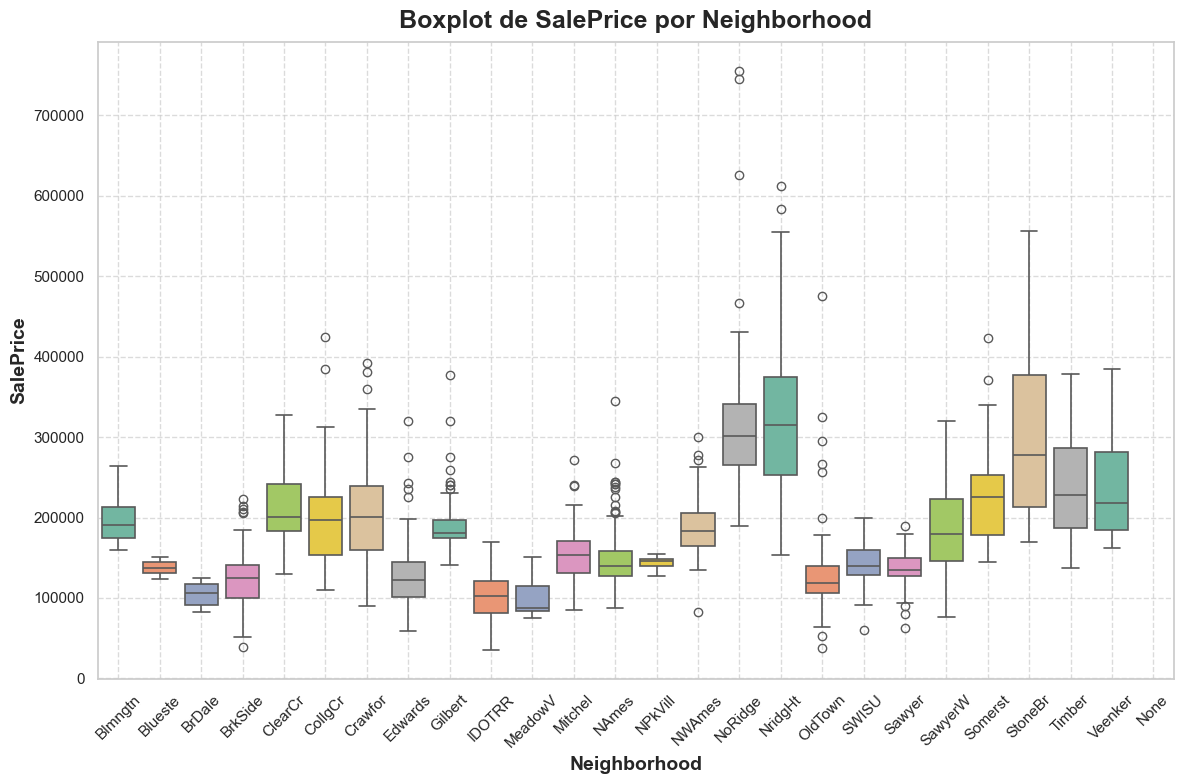 Boxplot de SalePrice por Neighborhood
SalePrice
700000
600000
500000
400000
300000
200000
100000
0
Blmngtn
Blueste
BrDale
BrkSide
ClearCr
CollgCr
Crawfor
Edwards
Gilbert
IDOTRR
MeadowV
Mitchel
NAmes
NPkVill
NWAmes
NoRidge
NridgHt
OldTown
SWISU
Sawyer
SawyerW
Somerst
StoneBr
Timber
Veenker
None
Neighborhood